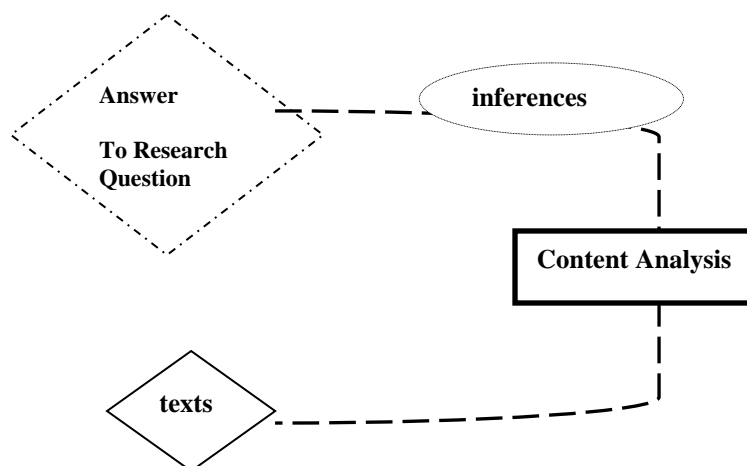 Answer
To Research
Question
inferences
Content Analysis
texts